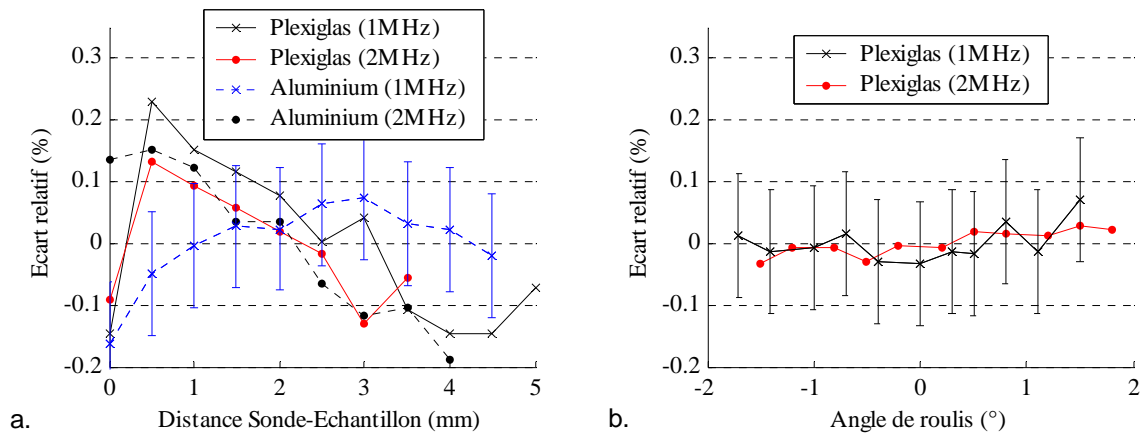 Plexiglas (1MHz)
Plexiglas (2MHz)
Aluminium (1MHz)
Aluminium (2MHz)
0.3
0.2
0.1
0
-0.1
-0.2
Ecart relatif (%)
0 1 2 3 4 5
Distance Sonde-Echantillon (mm)
a.
Plexiglas (1MHz)
Plexiglas (2MHz)
0.3
0.2
0.1
0
-0.1
-0.2
Ecart relatif (%)
-2 -1 0 1 2
Angle de roulis (°)
b.